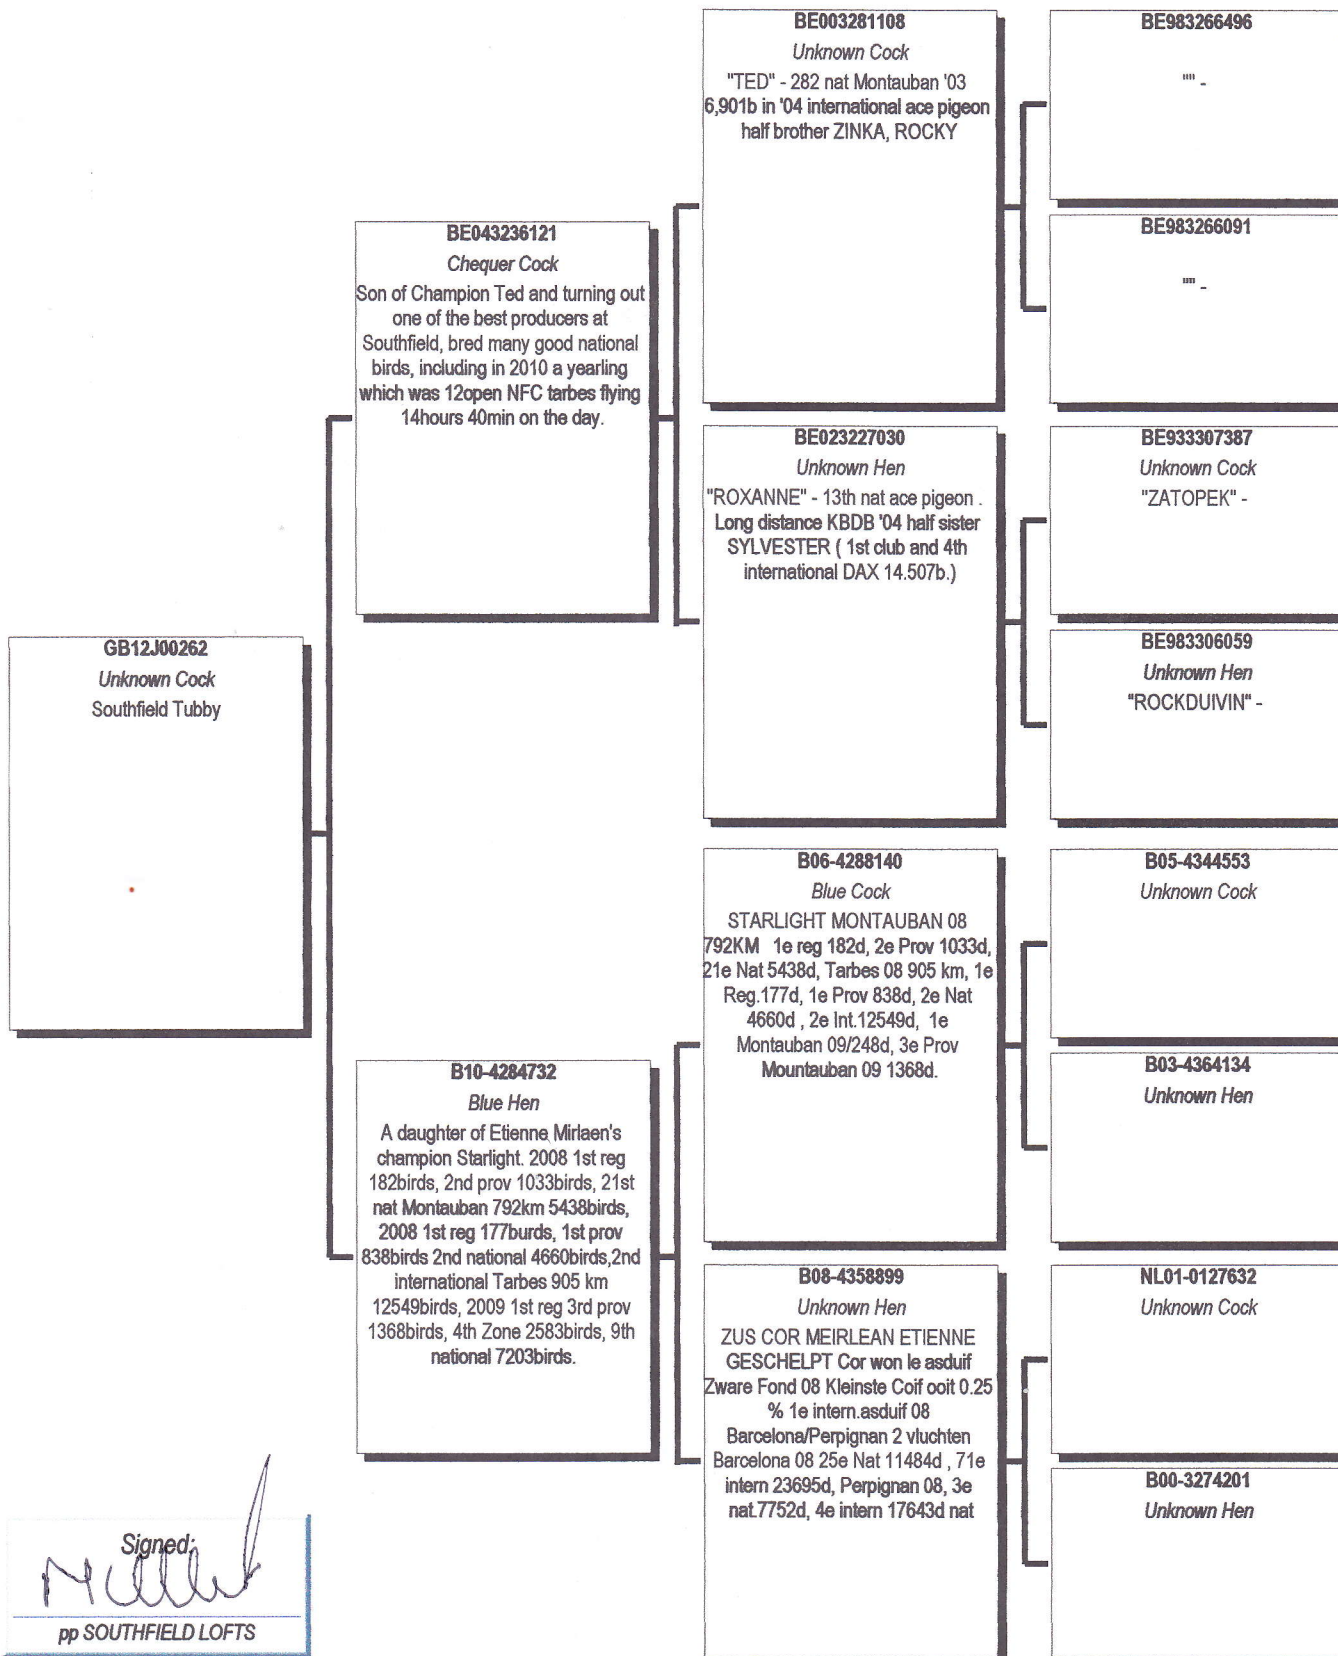 GB12J00262
Unknown Cock
Southfield Tubby
BE043236121
Chequer Cock
Son of Champion Ted and turning out
one of the best producers at
Southfield, bred many good national
birds, including in 2010 a yearling
which was 12open NFC tarbes flying
14hours 40min on the day.
B10-4284732
Blue Hen
A daughter of Etienne Mirlaen's
champion Starlight. 2008 1st reg
182birds, 2nd prov 1033birds, 21st
nat Montauban 792km 5438birds,
2008 1st reg 177burds, 1st prov
838birds 2nd national 4660birds,2nd
international Tarbes 905 km
12549birds, 2009 1st reg 3rd prov
1368birds, 4th Zone 2583birds, 9th
national 7203birds.
BE003281108
Unknown Cock
"TED" - 282 nat Montauban '03
6,901b in '04 international ace pigeon
half brother ZINKA, ROCKY
BE023227030
Unknown Hen
"ROXANNE" - 13th nat ace pigeon .
Long distance KBDB '04 half sister
SYLVESTER ( 1st club and 4th
international DAX 14.507b.)
B06-4288140
Blue Cock
STARLIGHT MONTAUBAN 08
792KM 1e reg 182d, 2e Prov 1033d,
21e Nat 5438d, Tarbes 08 905 km, 1e
Reg.177d, 1e Prov 838d, 2e Nat
4660d , 2e Int.12549d, 1e
Montauban 09/248d, 3e Prov
Mountauban 09 1368d.
B08-4358899
Unknown Hen
ZUS COR MEIRLEAN ETIENNE
GESCHELPT Cor won le asduif
Zware Fond 08 Kleinste Coif ooit 0.25
% 1e intern.asduif 08
Barcelona/Perpignan 2 vluchten
Barcelona 08 25e Nat 11484d , 71e
intern 23695d, Perpignan 08, 3e
nat.7752d, 4e intern 17643d nat
BE983266496
"" -
BE983266091
"" -
BE933307387
Unknown Cock
"ZATOPEK" -
BE983306059
Unknown Hen
"ROCKDUIVIN" -
B05-4344553
Unknown Cock
B03-4364134
Unknown Hen
NL01-0127632
Unknown Cock
B00-3274201
Unknown Hen
Signed:
pp SOUTHFIELD LOFTS